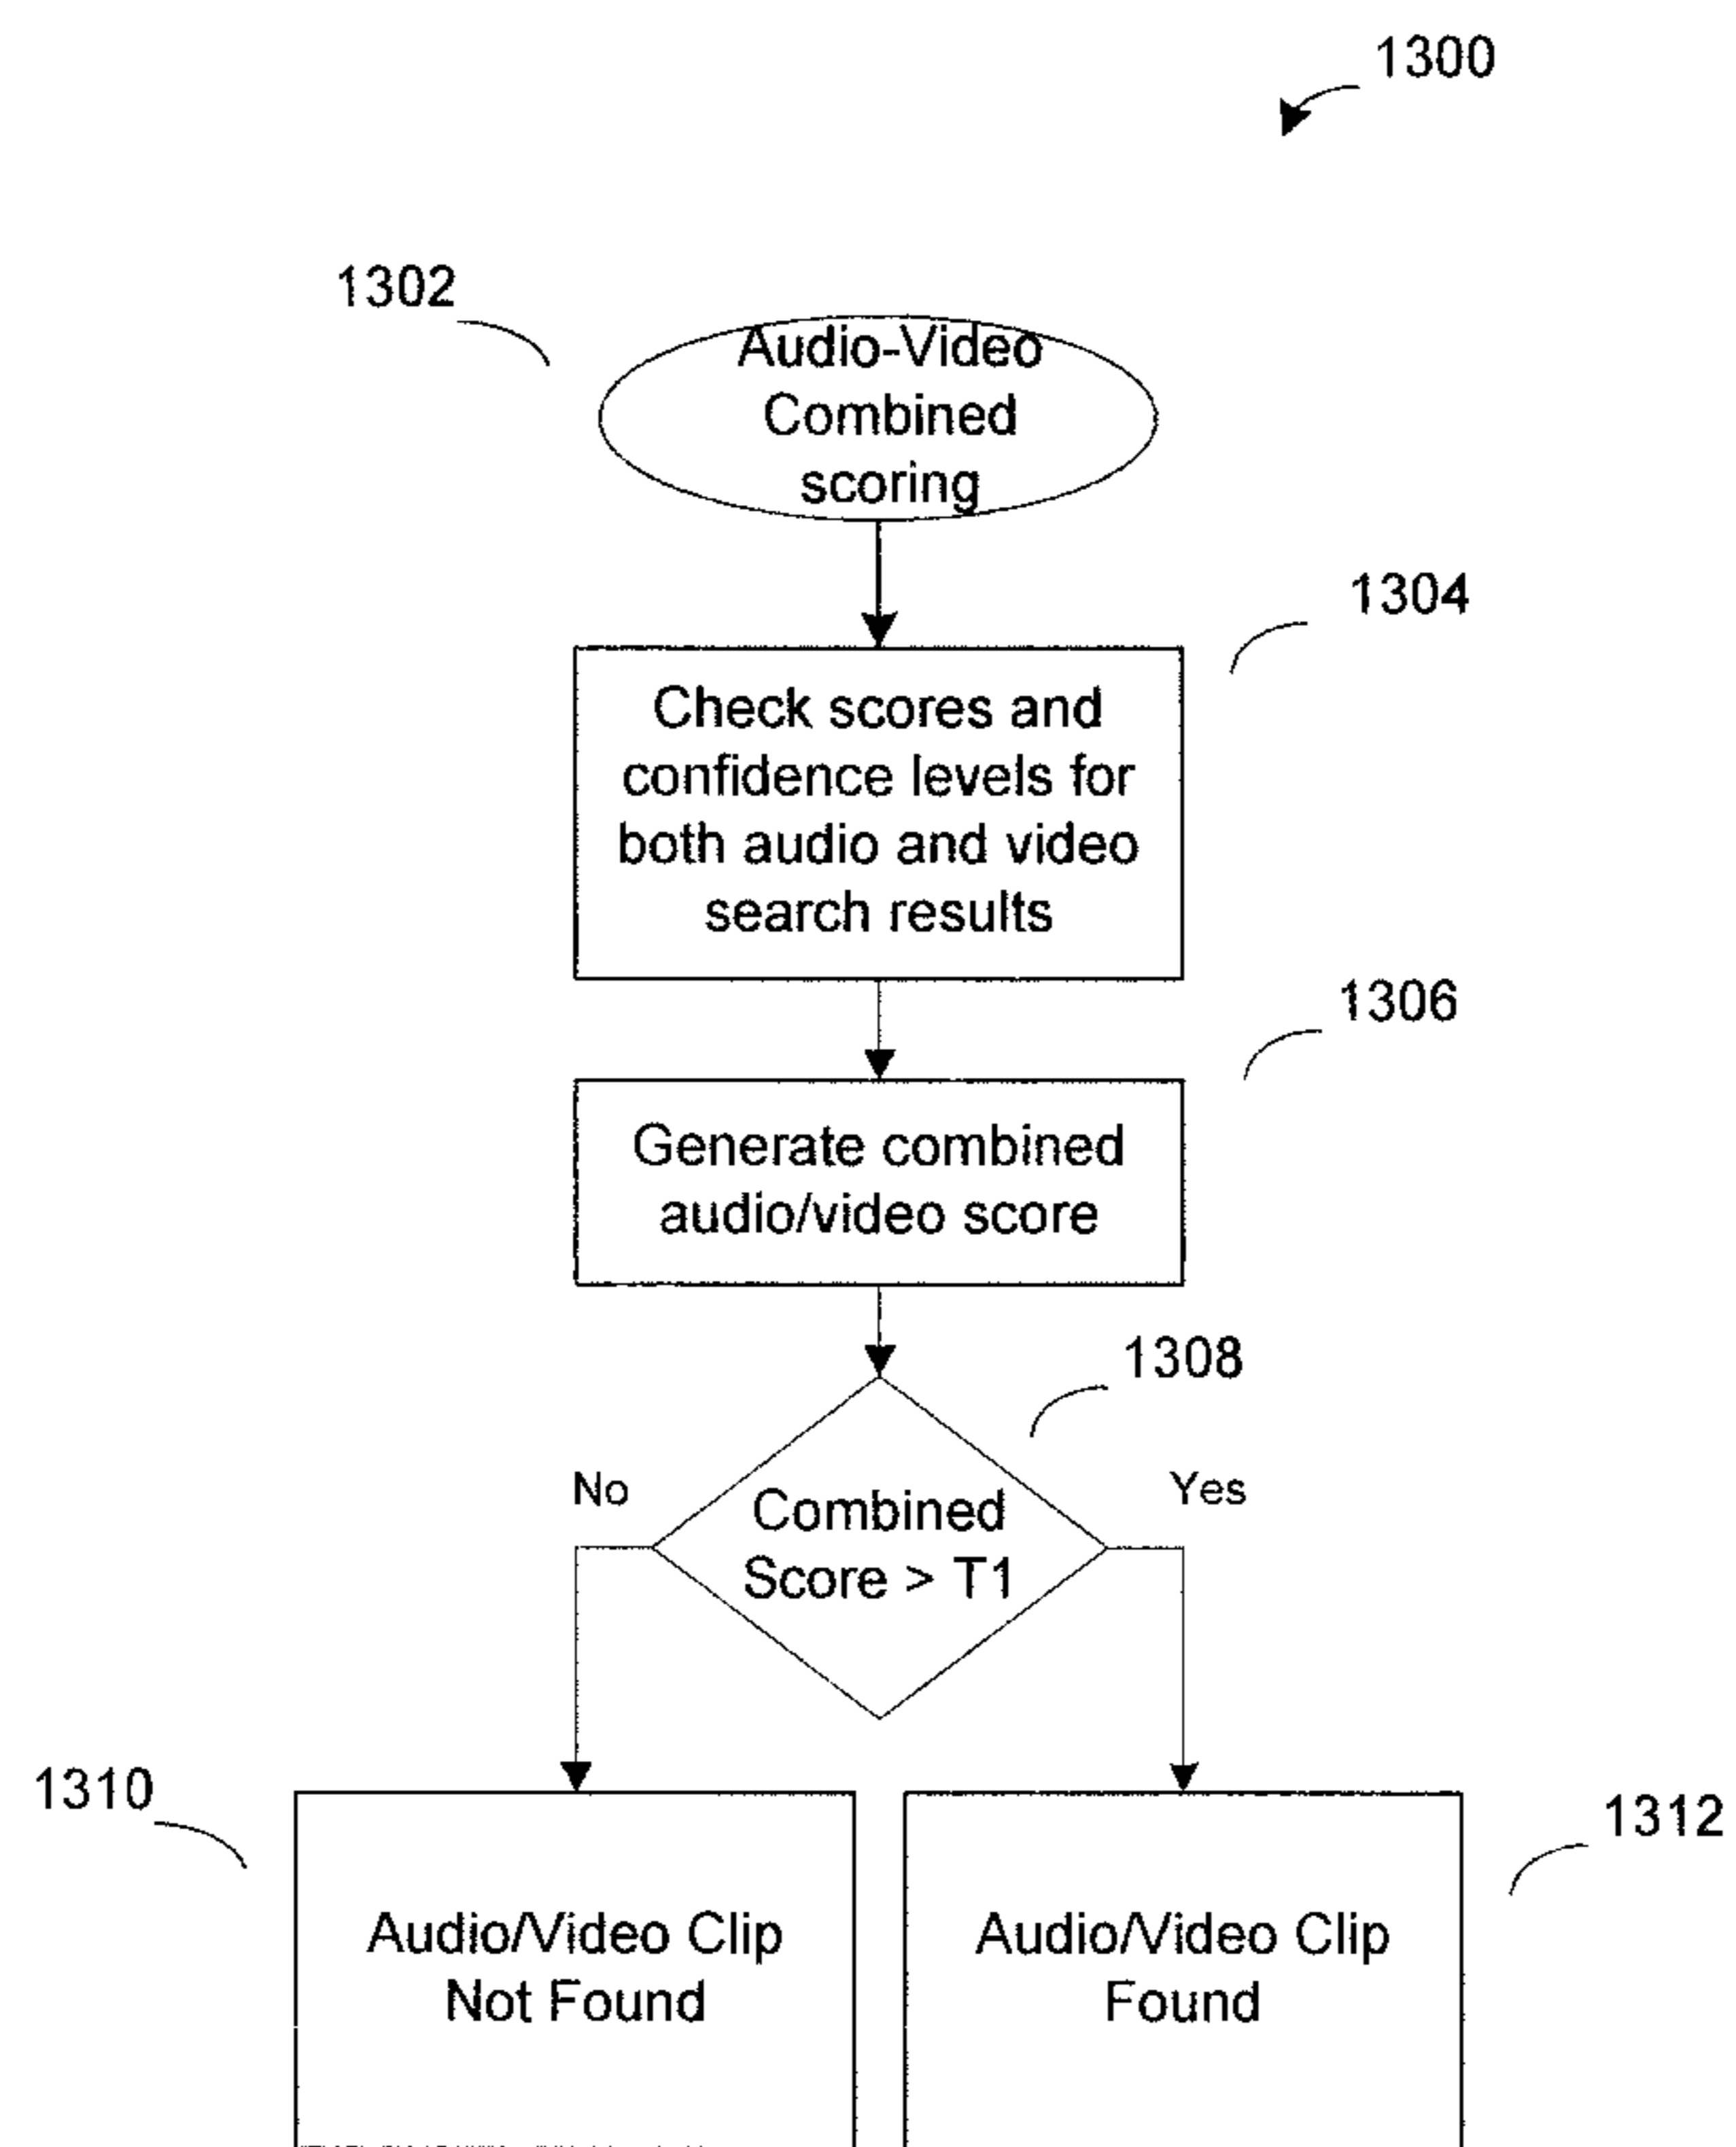 1300
1302
Audio-Video
Combined
scoring
1304
Check scores and
confidence levels for
both audio and video
search results
1306
Generate combined
audio/video score
1308
No
Yes
Combined
Score > T1
1310
1312
Audio/Video Clip
Not Found
Audio/Video Clip
Found